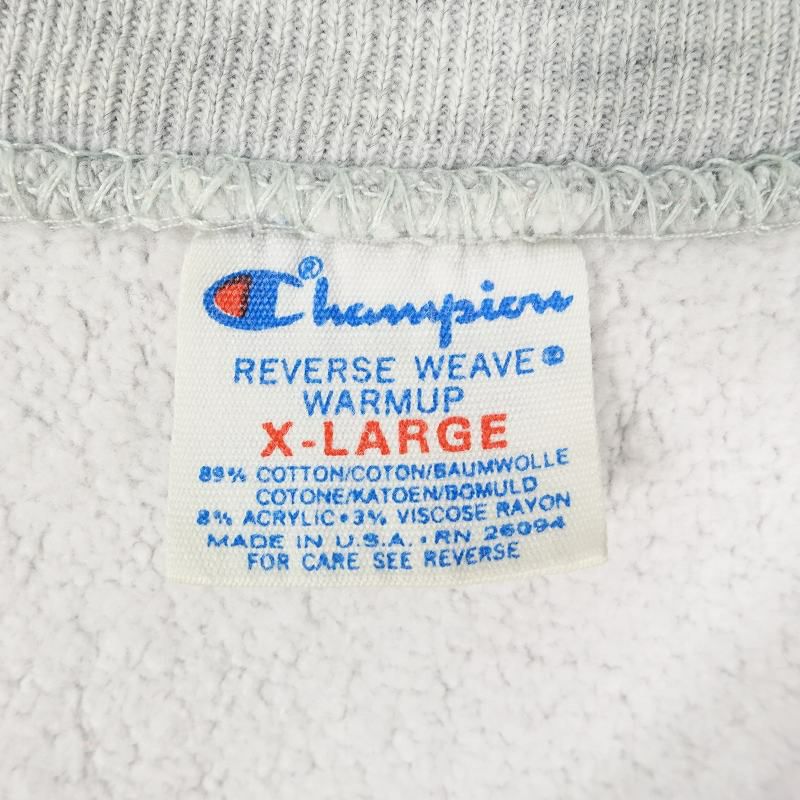 Champion®
REVERSE WEAVE®
WARMUP
X-LARGE
89% COTTON/COTON/BAUMWOLLE
COTONE/KATOEN/BOMULD
8% ACRYLIC•3% VISCOSE RAYON
MADE IN U.S.A. • RN 26094
FOR CARE SEE REVERSE